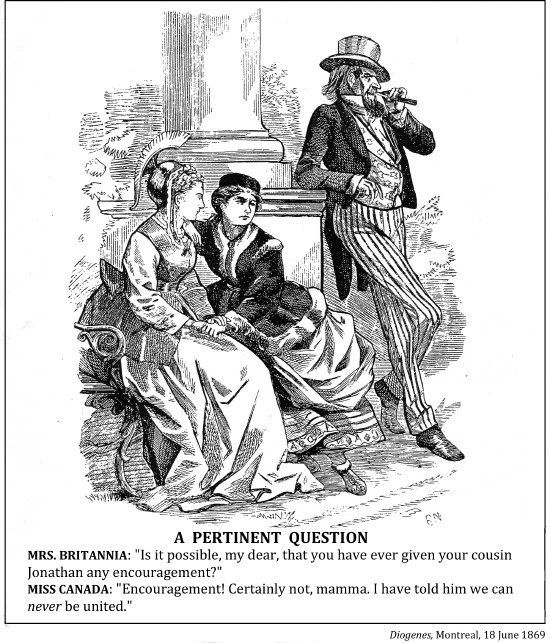 A PERTINENT QUESTION
MRS. BRITANNIA: "Is it possible, my dear, that you have ever given your cousin
Jonathan any encouragement?"
MISS CANADA: "Encouragement! Certainly not, mamma. I have told him we can
never be united."
Diogenes, Montreal, 18 June 1869